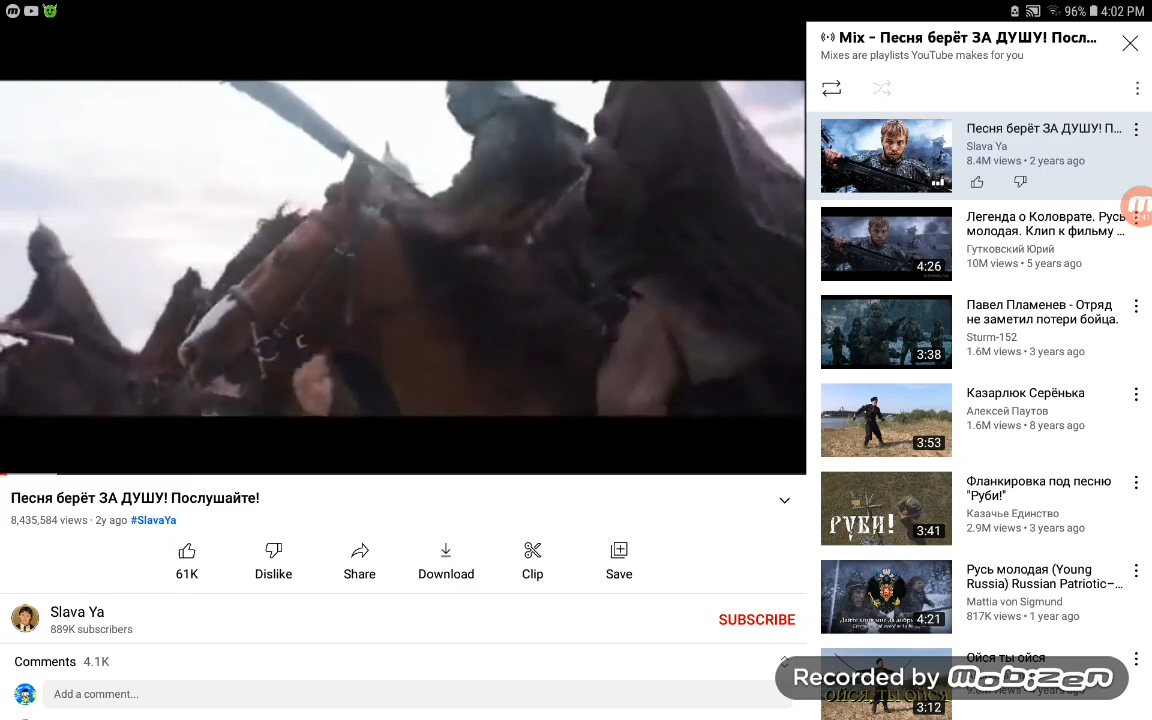 96% 4:02 PM
Mix - Песня берёт ЗА ДУШУ! Посл...
Mixes are playlists YouTube makes for you
Песня берёт ЗА ДУШУ! П...
Slava Ya
8.4M views • 2 years ago
Легенда о Коловрате. Русь
молодая. Клип к фильму ...
Гутковский Юрий
10M views • 5 years ago
4:26
Павел Пламенев - Отряд
не заметил потери бойца.
Sturm-152
1.6M views • 3 years ago
3:38
Казарлюк Серёнька
Алексей Паутов
1.6M views • 8 years ago
3:53
Фланкировка под песню
"Руби!"
Казачье Единство
2.9M views • 3 years ago
РУБИ!
3:41
Русь молодая (Young
Russia) Russian Patriotic–...
Mattia von Sigmund
817K views • 1 year ago
4:21
Ойся ты ойся
ОЙСЯ, ТЫ ОЙСЯ
3:12
Песня берёт ЗА ДУШУ! Послушайте!
8,435,584 views · 2y ago #SlavaYa
61K Dislike Share Download Clip Save
Slava Ya
889K subscribers
SUBSCRIBE
Comments 4.1K
Add a comment...
Recorded by mobizen